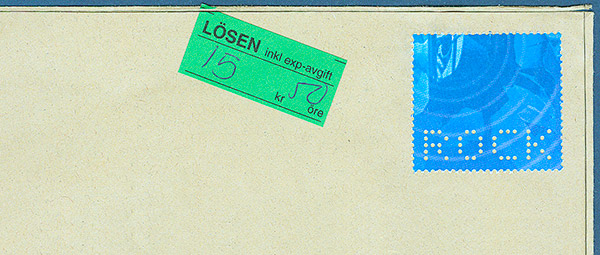 LÖSEN inkl exp-avgift
15 kr 50 öre
ROCK